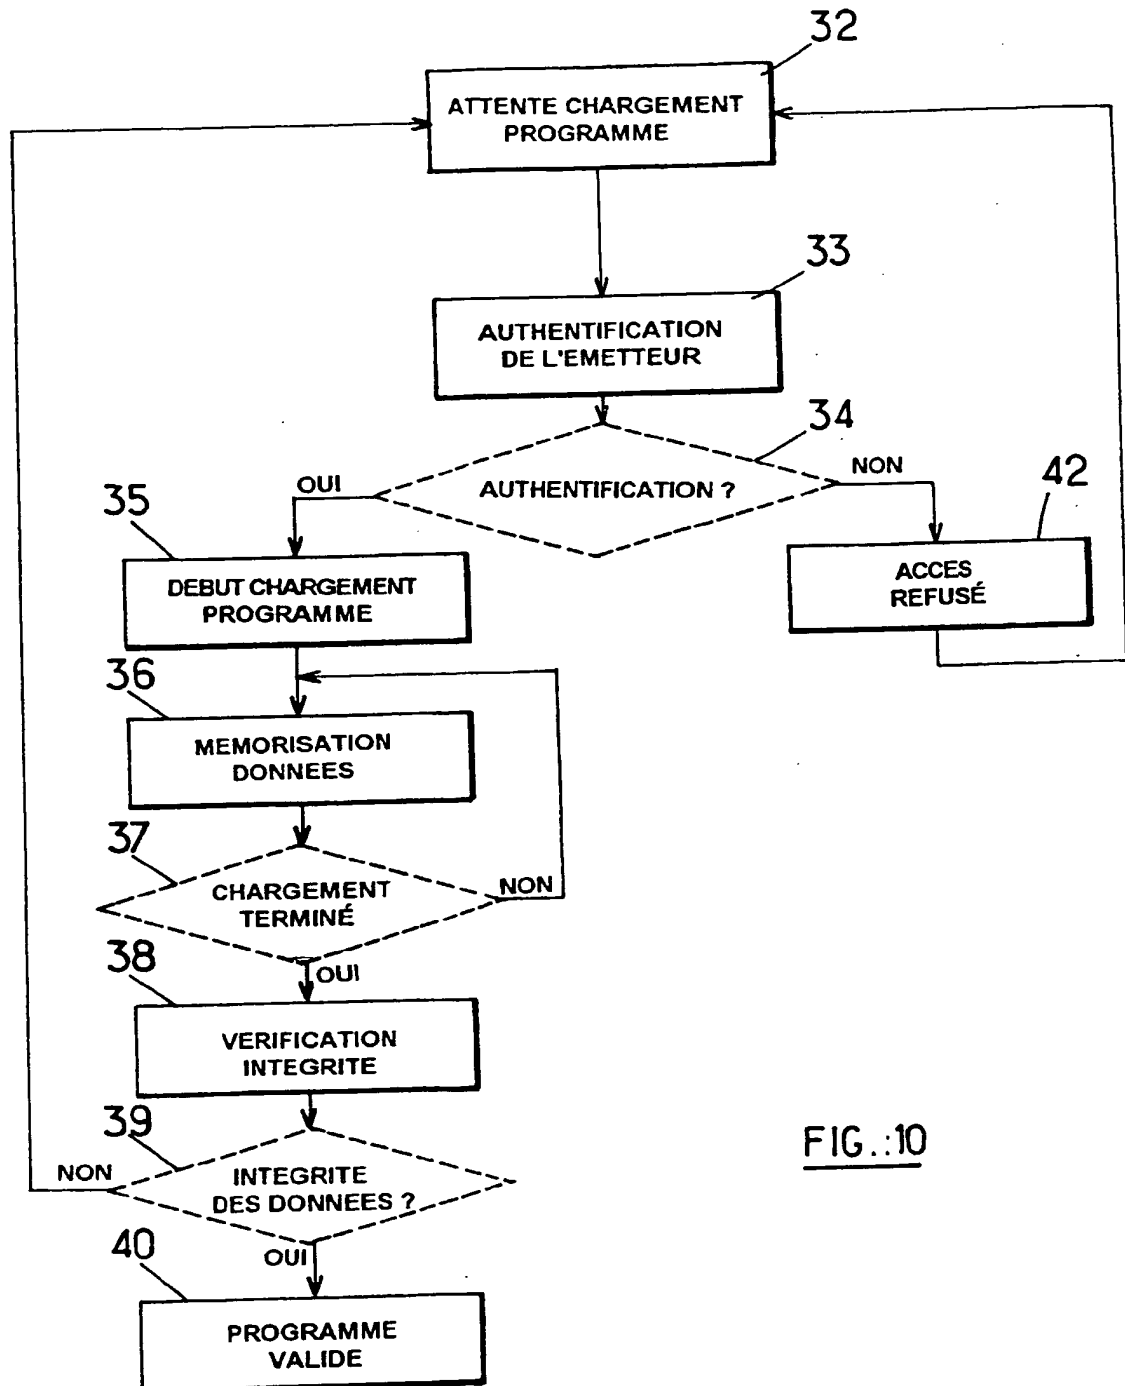 32
ATTENTE CHARGEMENT
PROGRAMME
33
AUTHENTIFICATION
DE L'EMETTEUR
34
OUI
AUTHENTIFICATION ?
NON
42
35
DEBUT CHARGEMENT
PROGRAMME
ACCES
REFUSÉ
36
MEMORISATION
DONNEES
37
CHARGEMENT
TERMINÉ
NON
38
OUI
VERIFICATION
INTEGRITE
39
NON
INTEGRITE
DES DONNEES ?
FIG.:10
40
OUI
PROGRAMME
VALIDE